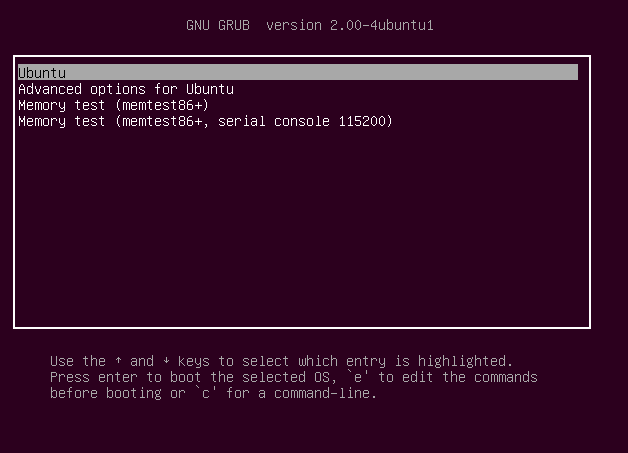 GNU GRUB  version 2.00-4ubuntu1
Ubuntu
Advanced options for Ubuntu
Memory test (memtest86+)
Memory test (memtest86+, serial console 115200)
Use the ↑ and ↓ keys to select which entry is highlighted.
Press enter to boot the selected OS, `e' to edit the commands
before booting or `c' for a command-line.